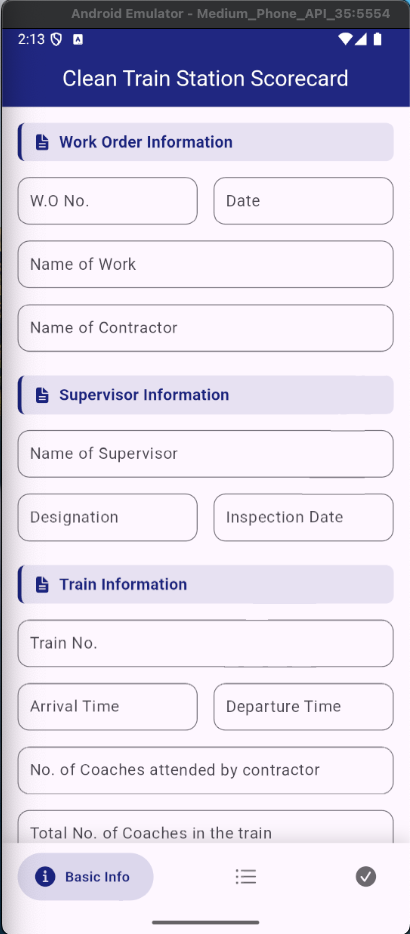 Android Emulator - Medium_Phone_API_35:5554
2:13
Clean Train Station Scorecard
Work Order Information
W.O No.
Date
Name of Work
Name of Contractor
Supervisor Information
Name of Supervisor
Designation
Inspection Date
Train Information
Train No.
Arrival Time
Departure Time
No. of Coaches attended by contractor
Total No. of Coaches in the train
Basic Info